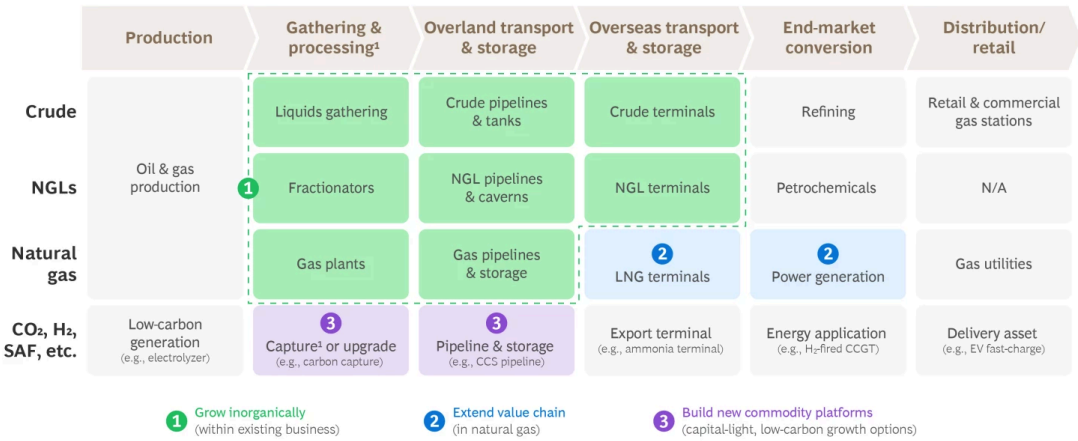 Production
Gathering &
processing¹
Overland transport
& storage
Overseas transport
& storage
End-market
conversion
Distribution/
retail
Crude
Liquids gathering
Crude pipelines
& tanks
Crude terminals
Refining
Retail & commercial
gas stations
Oil & gas
production
NGLs
1
Fractionators
NGL pipelines
& caverns
NGL terminals
Petrochemicals
N/A
Natural
gas
Gas plants
Gas pipelines
& storage
2
LNG terminals
2
Power generation
Gas utilities
CO₂, H₂,
SAF, etc.
Low-carbon
generation
(e.g., electrolyzer)
3
Capture¹ or upgrade
(e.g., carbon capture)
3
Pipeline & storage
(e.g., CCS pipeline)
Export terminal
(e.g., ammonia terminal)
Energy application
(e.g., H₂-fired CCGT)
Delivery asset
(e.g., EV fast-charge)
1 Grow inorganically
(within existing business)
2 Extend value chain
(in natural gas)
3 Build new commodity platforms
(capital-light, low-carbon growth options)